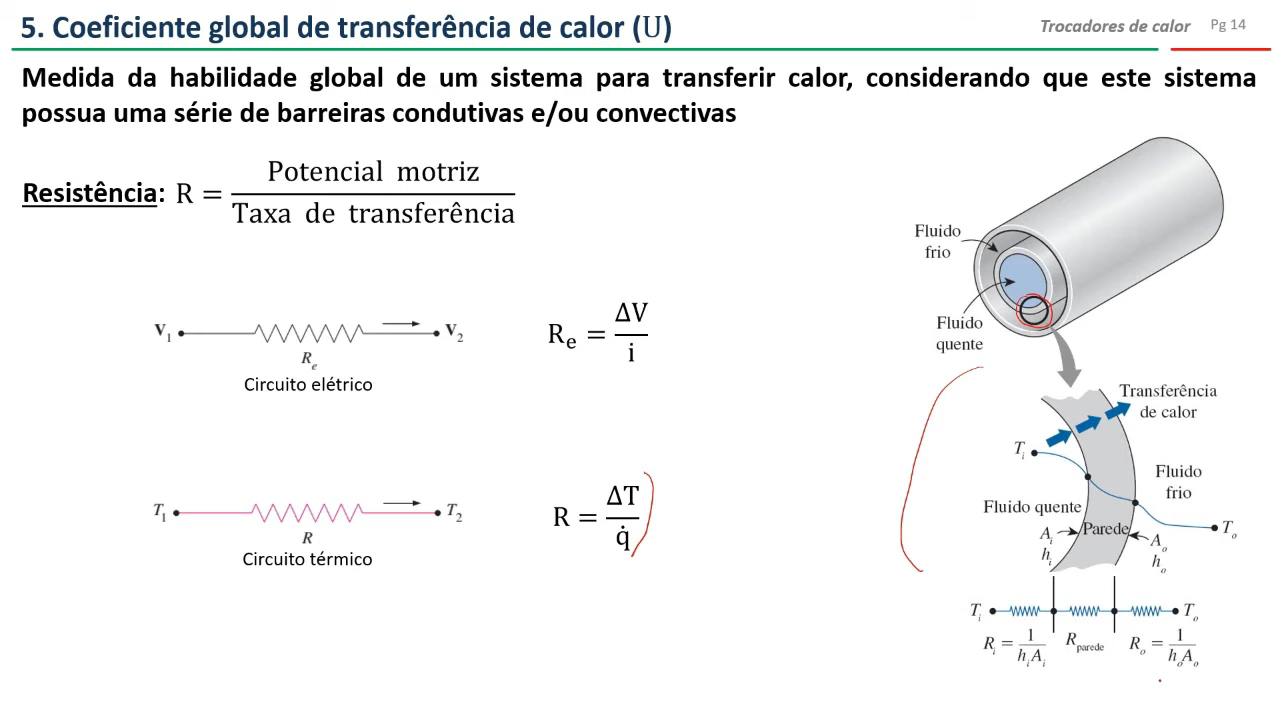 5. Coeficiente global de transferência de calor (U)
Trocadores de calor Pg 14
Medida da habilidade global de um sistema para transferir calor, considerando que este sistema
possua uma série de barreiras condutivas e/ou convectivas
Resistência: R = Potencial motriz / Taxa de transferência
V₁ V₂
Rₑ
Circuito elétrico
Rₑ = ΔV / i
T₁ T₂
R
Circuito térmico
R = ΔT / q̇
Fluido
frio
Fluido
quente
Transferência
de calor
Tᵢ
Fluido
frio
Fluido quente
Aᵢ
hᵢ
Parede
Aₒ
hₒ
Tₒ
Tᵢ Tₒ
Rᵢ = 1 / hᵢAᵢ
R parede
Rₒ = 1 / hₒAₒ